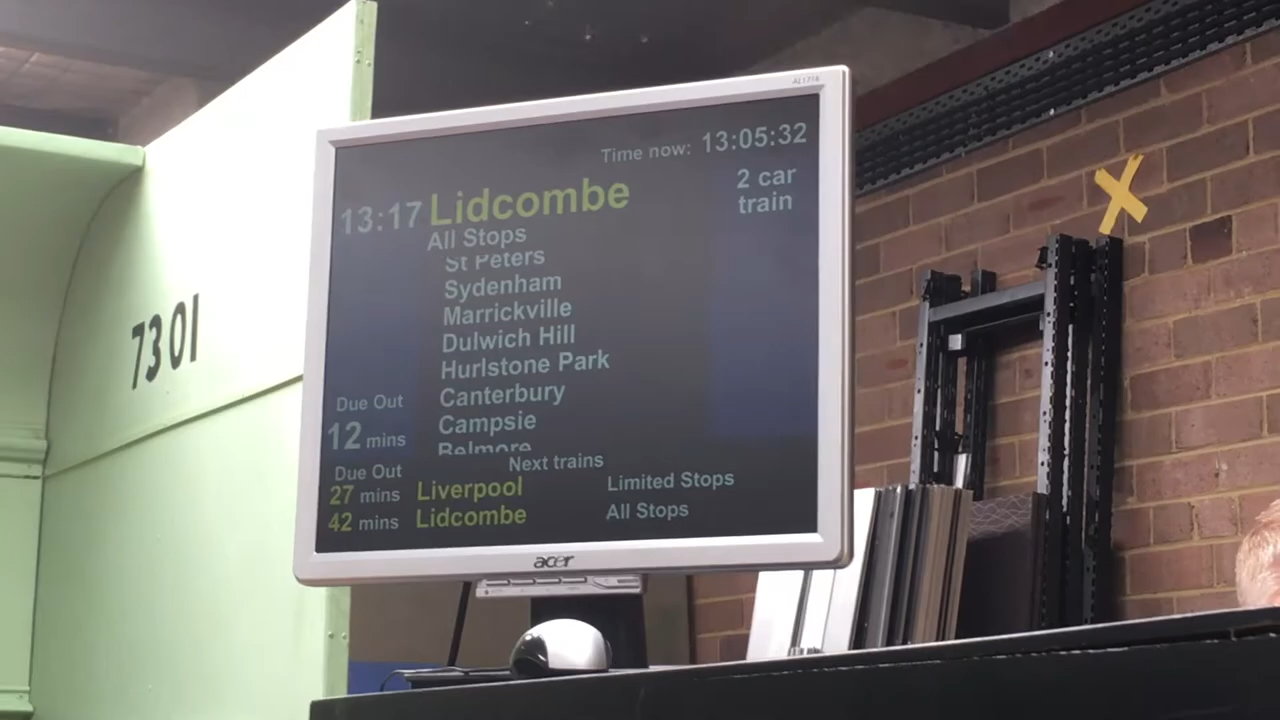 AL1716
Time now: 13:05:32
13:17 Lidcombe
2 car
train
All Stops
St Peters
Sydenham
Marrickville
Dulwich Hill
Hurlstone Park
Canterbury
Campsie
Belmore
Due Out
12 mins
Next trains
Due Out
27 mins Liverpool Limited Stops
42 mins Lidcombe All Stops
acer
7301